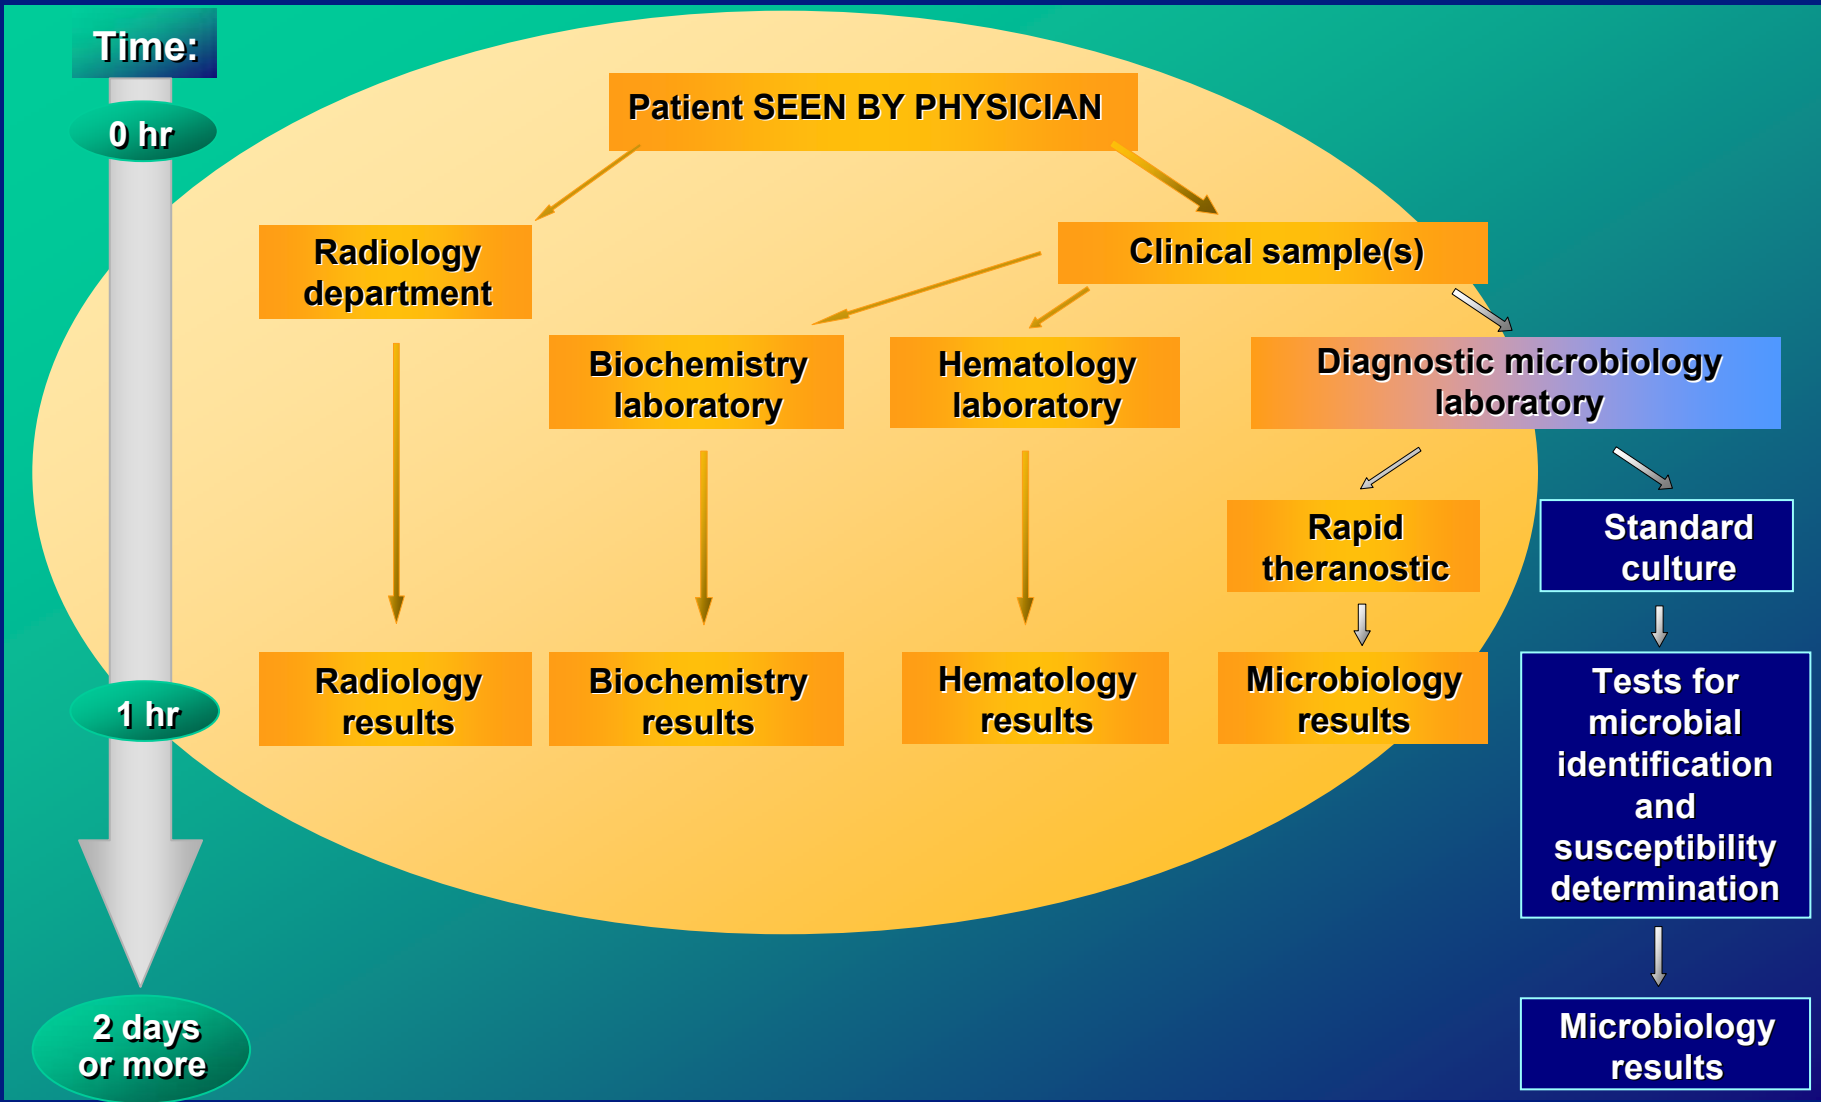 Time:
0 hr
Patient SEEN BY PHYSICIAN
Radiology
department
Clinical sample(s)
Biochemistry
laboratory
Hematology
laboratory
Diagnostic microbiology
laboratory
Rapid
theranostic
Standard
culture
1 hr
Radiology
results
Biochemistry
results
Hematology
results
Microbiology
results
Tests for
microbial
identification
and
susceptibility
determination
2 days
or more
Microbiology
results